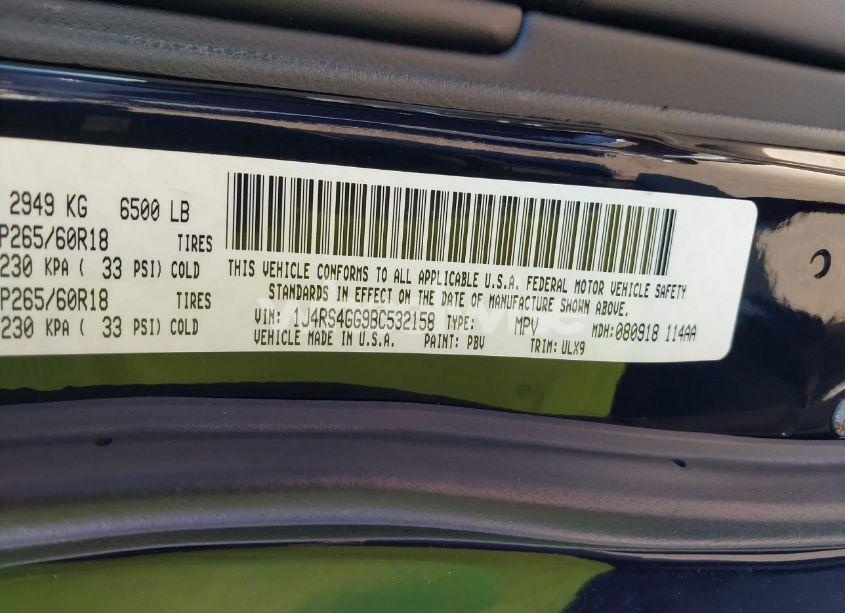 2949 KG 6500 LB
P265/60R18 TIRES
230 KPA ( 33 PSI) COLD
P265/60R18 TIRES
230 KPA ( 33 PSI) COLD
THIS VEHICLE CONFORMS TO ALL APPLICABLE U.S.A. FEDERAL MOTOR VEHICLE SAFETY
STANDARDS IN EFFECT ON THE DATE OF MANUFACTURE SHOWN ABOVE.
VIN: 1J4RS4GG9BC532158 TYPE: MPV MDH:080918 114AA
VEHICLE MADE IN U.S.A. PAINT: PBV TRIM: ULX9